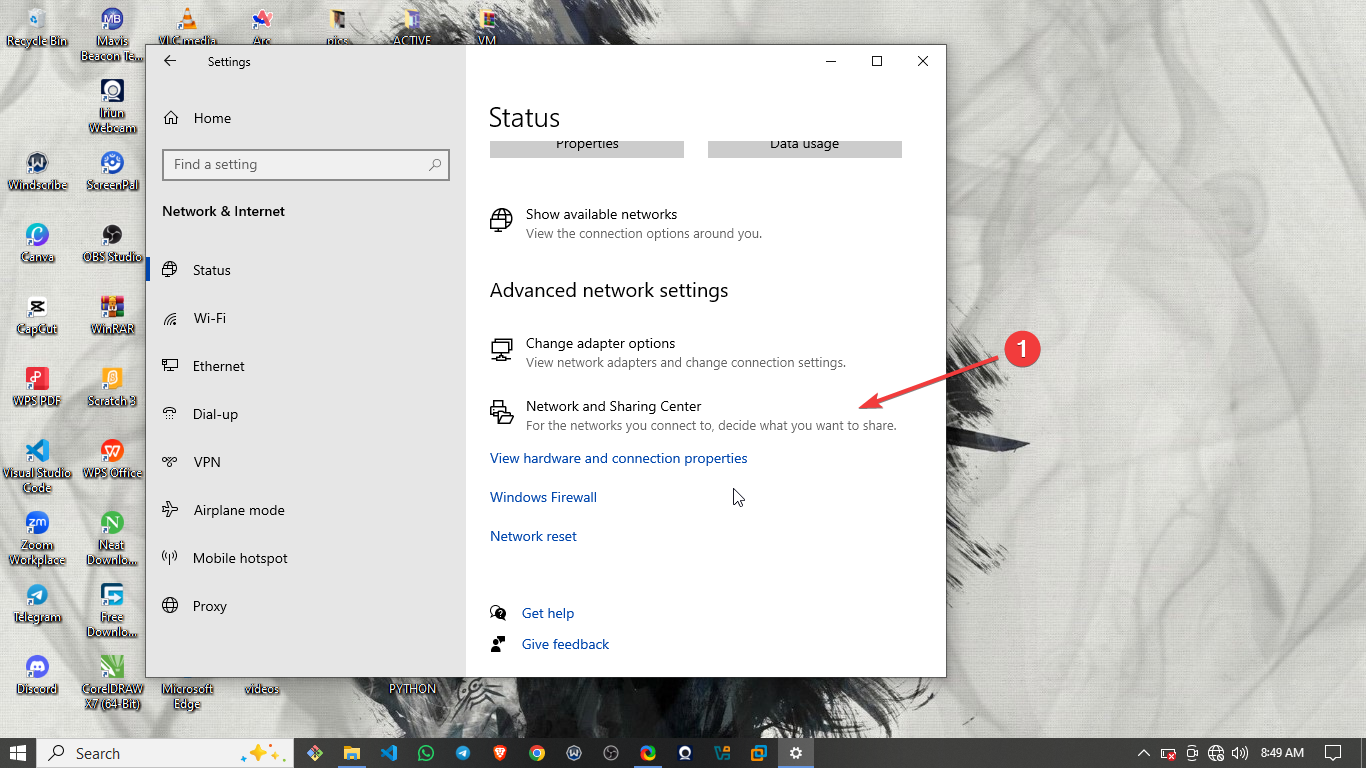 Recycle Bin
Mavis
Beacon Te...
VLC media
Arc
pics
ACTIVE
VM
Iriun
Webcam
Windscribe
ScreenPal
Canva
OBS Studio
CapCut
WinRAR
WPS PDF
Scratch 3
Visual Studio
Code
WPS Office
Zoom
Workplace
Neat
Downlo...
Telegram
Free
Downlo...
Discord
CorelDRAW
X7 (64-Bit)
Microsoft
Edge
videos
PYTHON
Settings
Home
Find a setting
Network & Internet
Status
Wi-Fi
Ethernet
Dial-up
VPN
Airplane mode
Mobile hotspot
Proxy
Status
Properties
Data usage
Show available networks
View the connection options around you.
Advanced network settings
Change adapter options
View network adapters and change connection settings.
Network and Sharing Center
For the networks you connect to, decide what you want to share.
View hardware and connection properties
Windows Firewall
Network reset
Get help
Give feedback
1
Search
8:49 AM